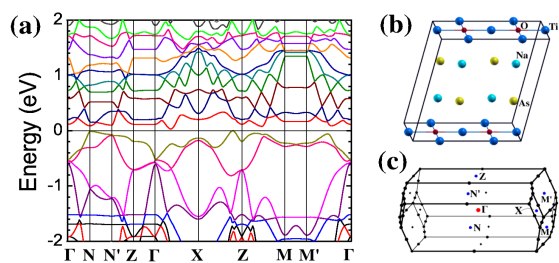 (a)
Energy (eV)
2
1
0
-1
-2
Γ N N' Z Γ X Z M M' Γ
(b)
O
Ti
Na
As
(c)
Z
N'
Γ
X
N
M'
M